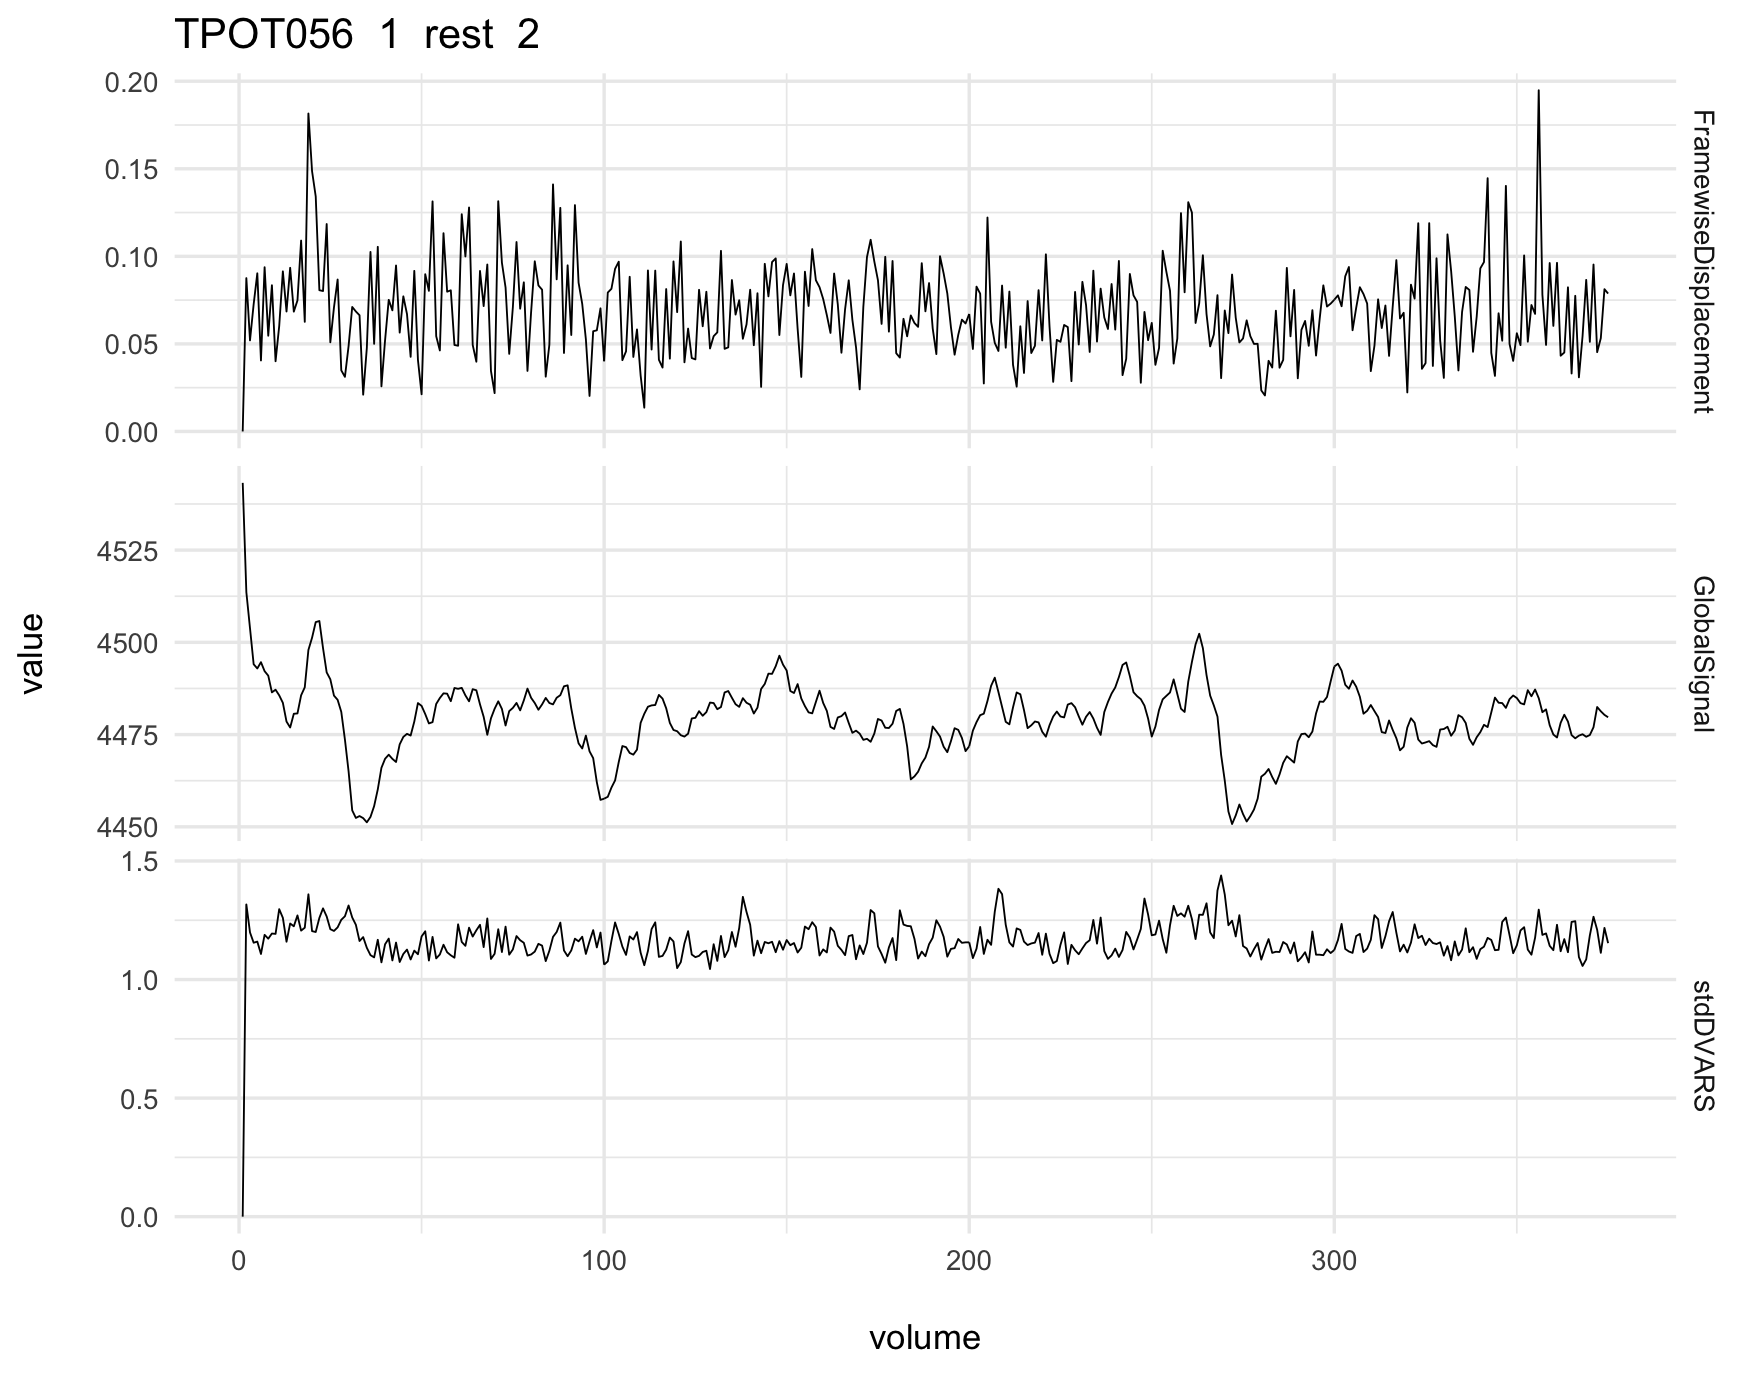 TPOT056 1 rest 2
0.20
0.15
0.10
0.05
0.00
FramewiseDisplacement
4525
4500
4475
4450
GlobalSignal
value
1.5
1.0
0.5
0.0
stdDVARS
0 100 200 300
volume